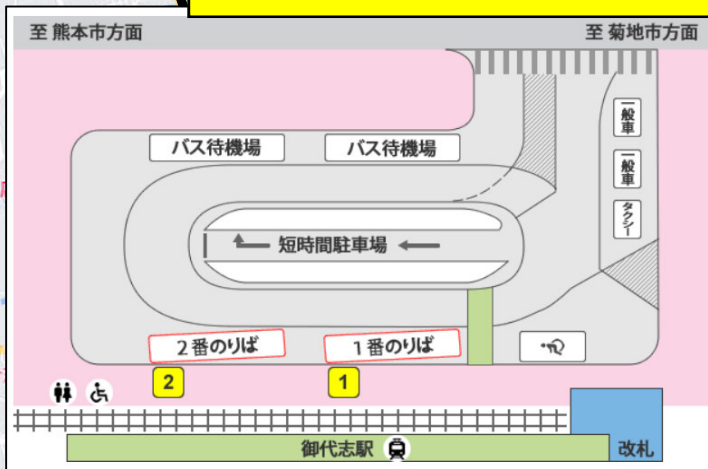 至 熊本市方面
至 菊地市方面
バス待機場
バス待機場
一般車
一般車
タクシー
短時間駐車場
2番のりば
1番のりば
2
1
御代志駅
改札